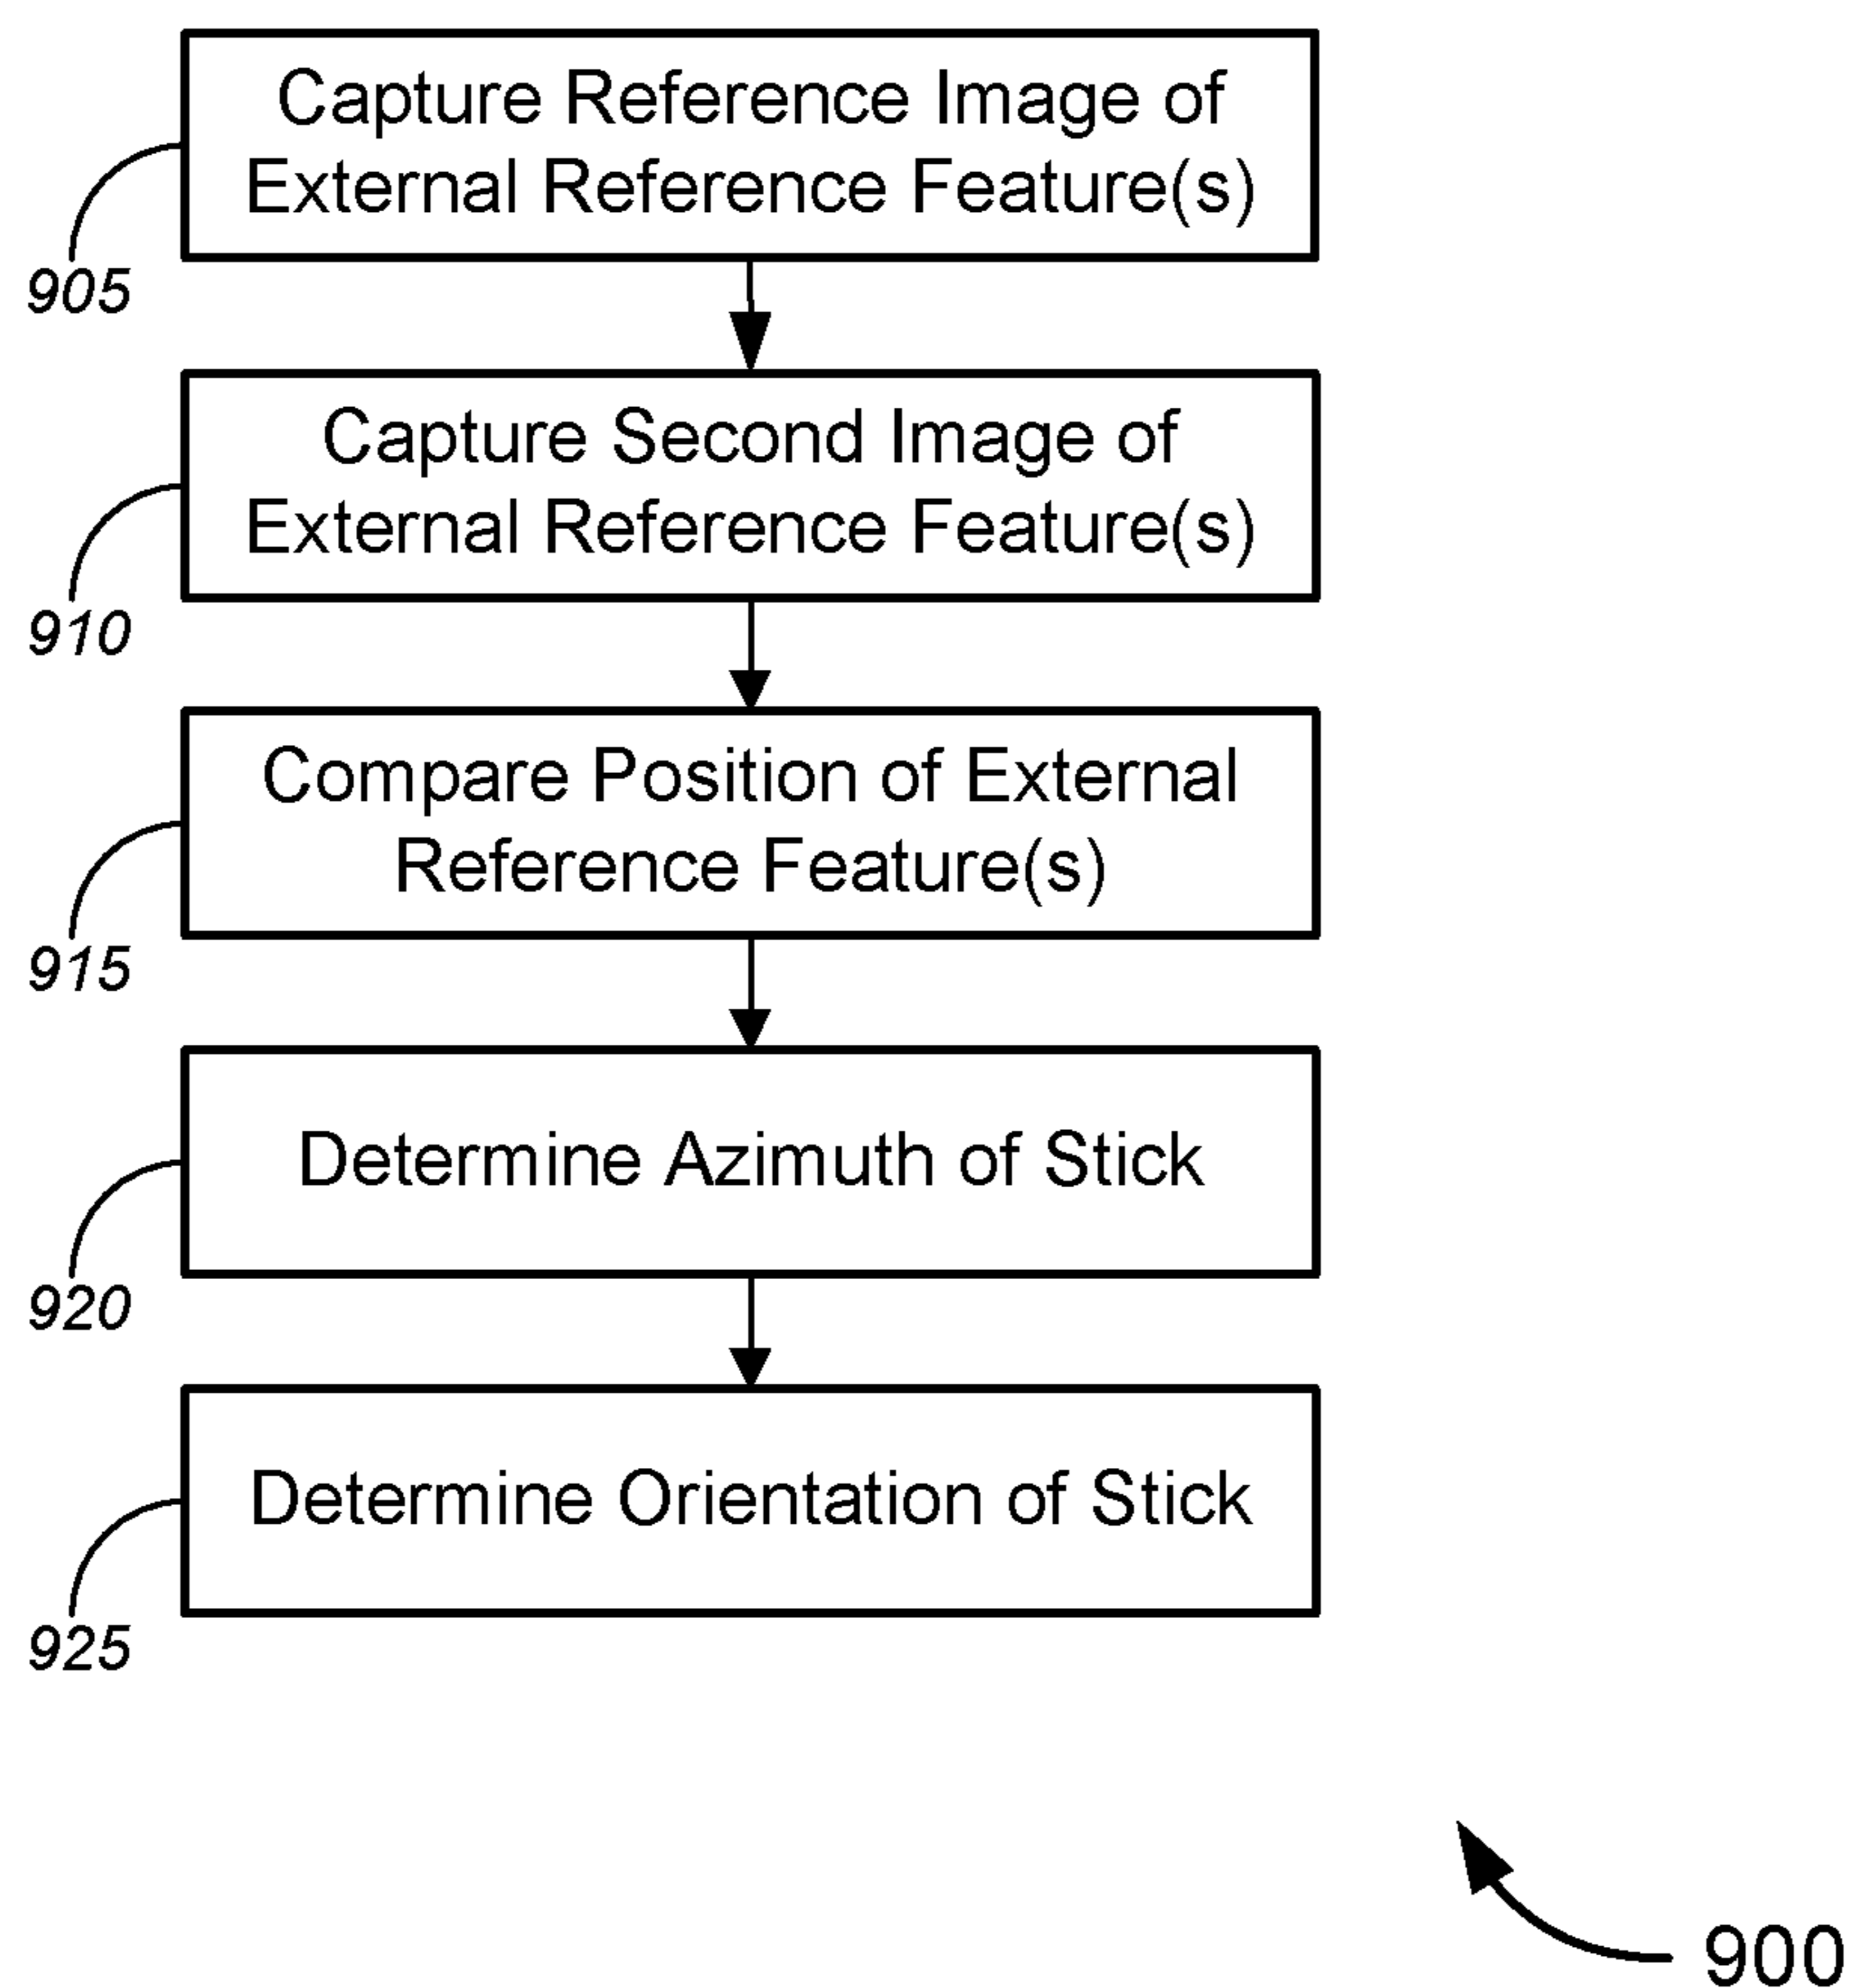 Capture Reference Image of
External Reference Feature(s)
905
Capture Second Image of
External Reference Feature(s)
910
Compare Position of External
Reference Feature(s)
915
Determine Azimuth of Stick
920
Determine Orientation of Stick
925
900